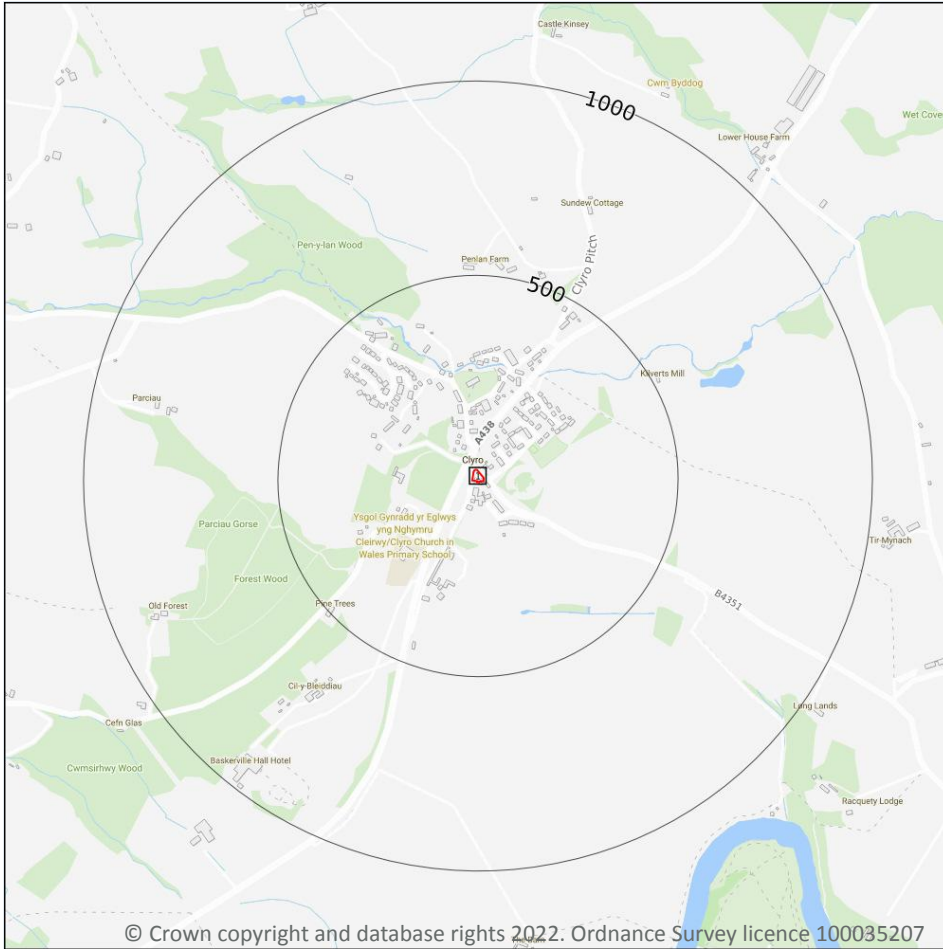 Castle Kinsey
Cwm Byddog
1000
Wet Cove
Lower House Farm
Sundew Cottage
Pen-y-lan Wood
Clyro Pitch
Penlan Farm
500
Kilverts Mill
Parciau
A438
Clyro
1
Ysgol Gynradd yr Eglwys
yng Nghymru
Cleirwy/Clyro Church in
Wales Primary School
Parciau Gorse
Tir-Mynach
Forest Wood
B4351
Old Forest
Pine Trees
Cil-y-Bleiddiau
Long Lands
Cefn Glas
Baskerville Hall Hotel
Cwmsirhwy Wood
Racquety Lodge
© Crown copyright and database rights 2022. Ordnance Survey licence 100035207